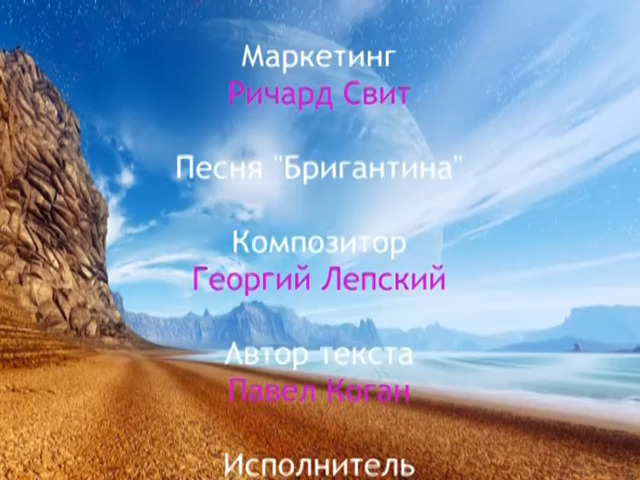 Маркетинг
Ричард Свит
Песня "Бригантина"
Композитор
Георгий Лепский
Автор текста
Павел Коган
Исполнитель